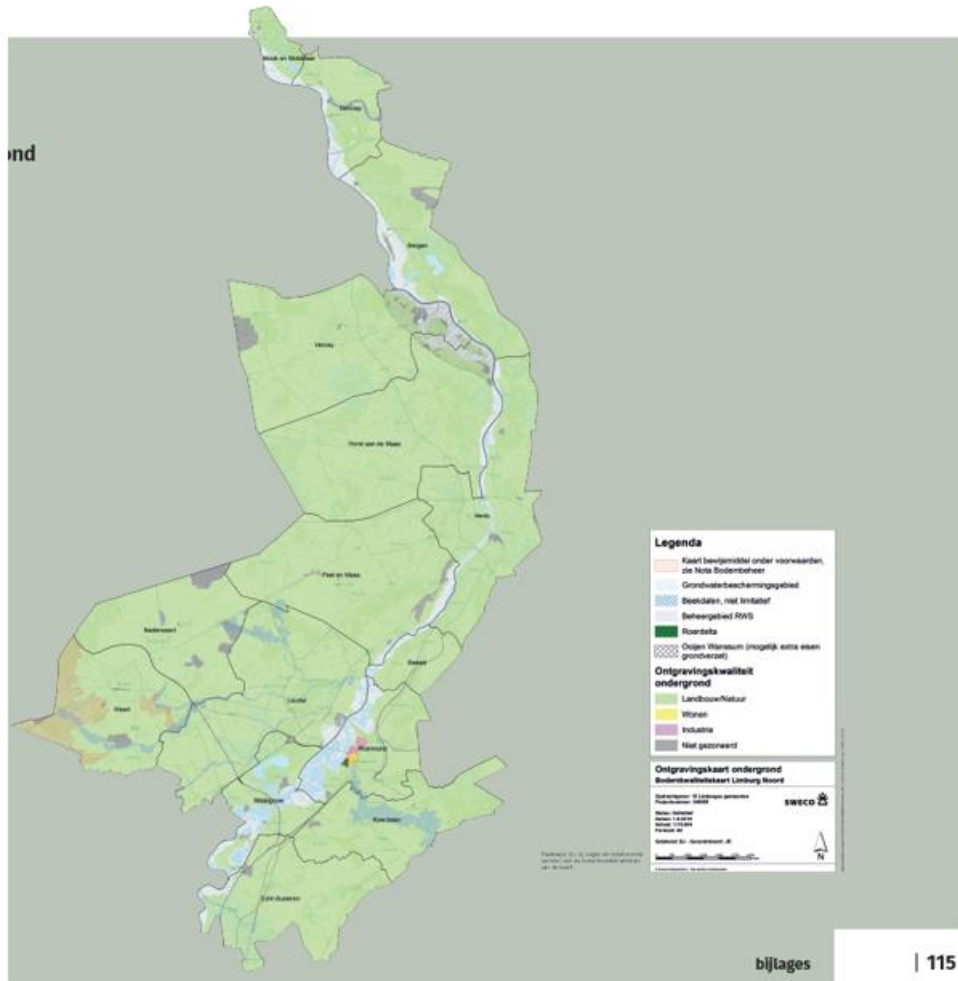 ond
Mook en Middelaar
Gennep
Bergen
Venray
Horst aan de Maas
Venlo
Peel en Maas
Nederweert
Beesel
Weert
Leudal
Roermond
Maasgouw
Roerdalen
Echt-Susteren
Legenda
Kaart bewijsmiddel onder voorwaarden,
zie Nota Bodembeheer
Grondwaterbeschermingsgebied
Beekdalen, niet limitatief
Beheergebied RWS
Roerdelta
Ooijen Wanssum (mogelijk extra eisen
grondverzet)
Ontgravingskwaliteit
ondergrond
Landbouw/Natuur
Wonen
Industrie
Niet gezoneerd
Ontgravingskaart ondergrond
Bodemkwaliteitskaart Limburg Noord
SWECO
N
bijlages
| 115